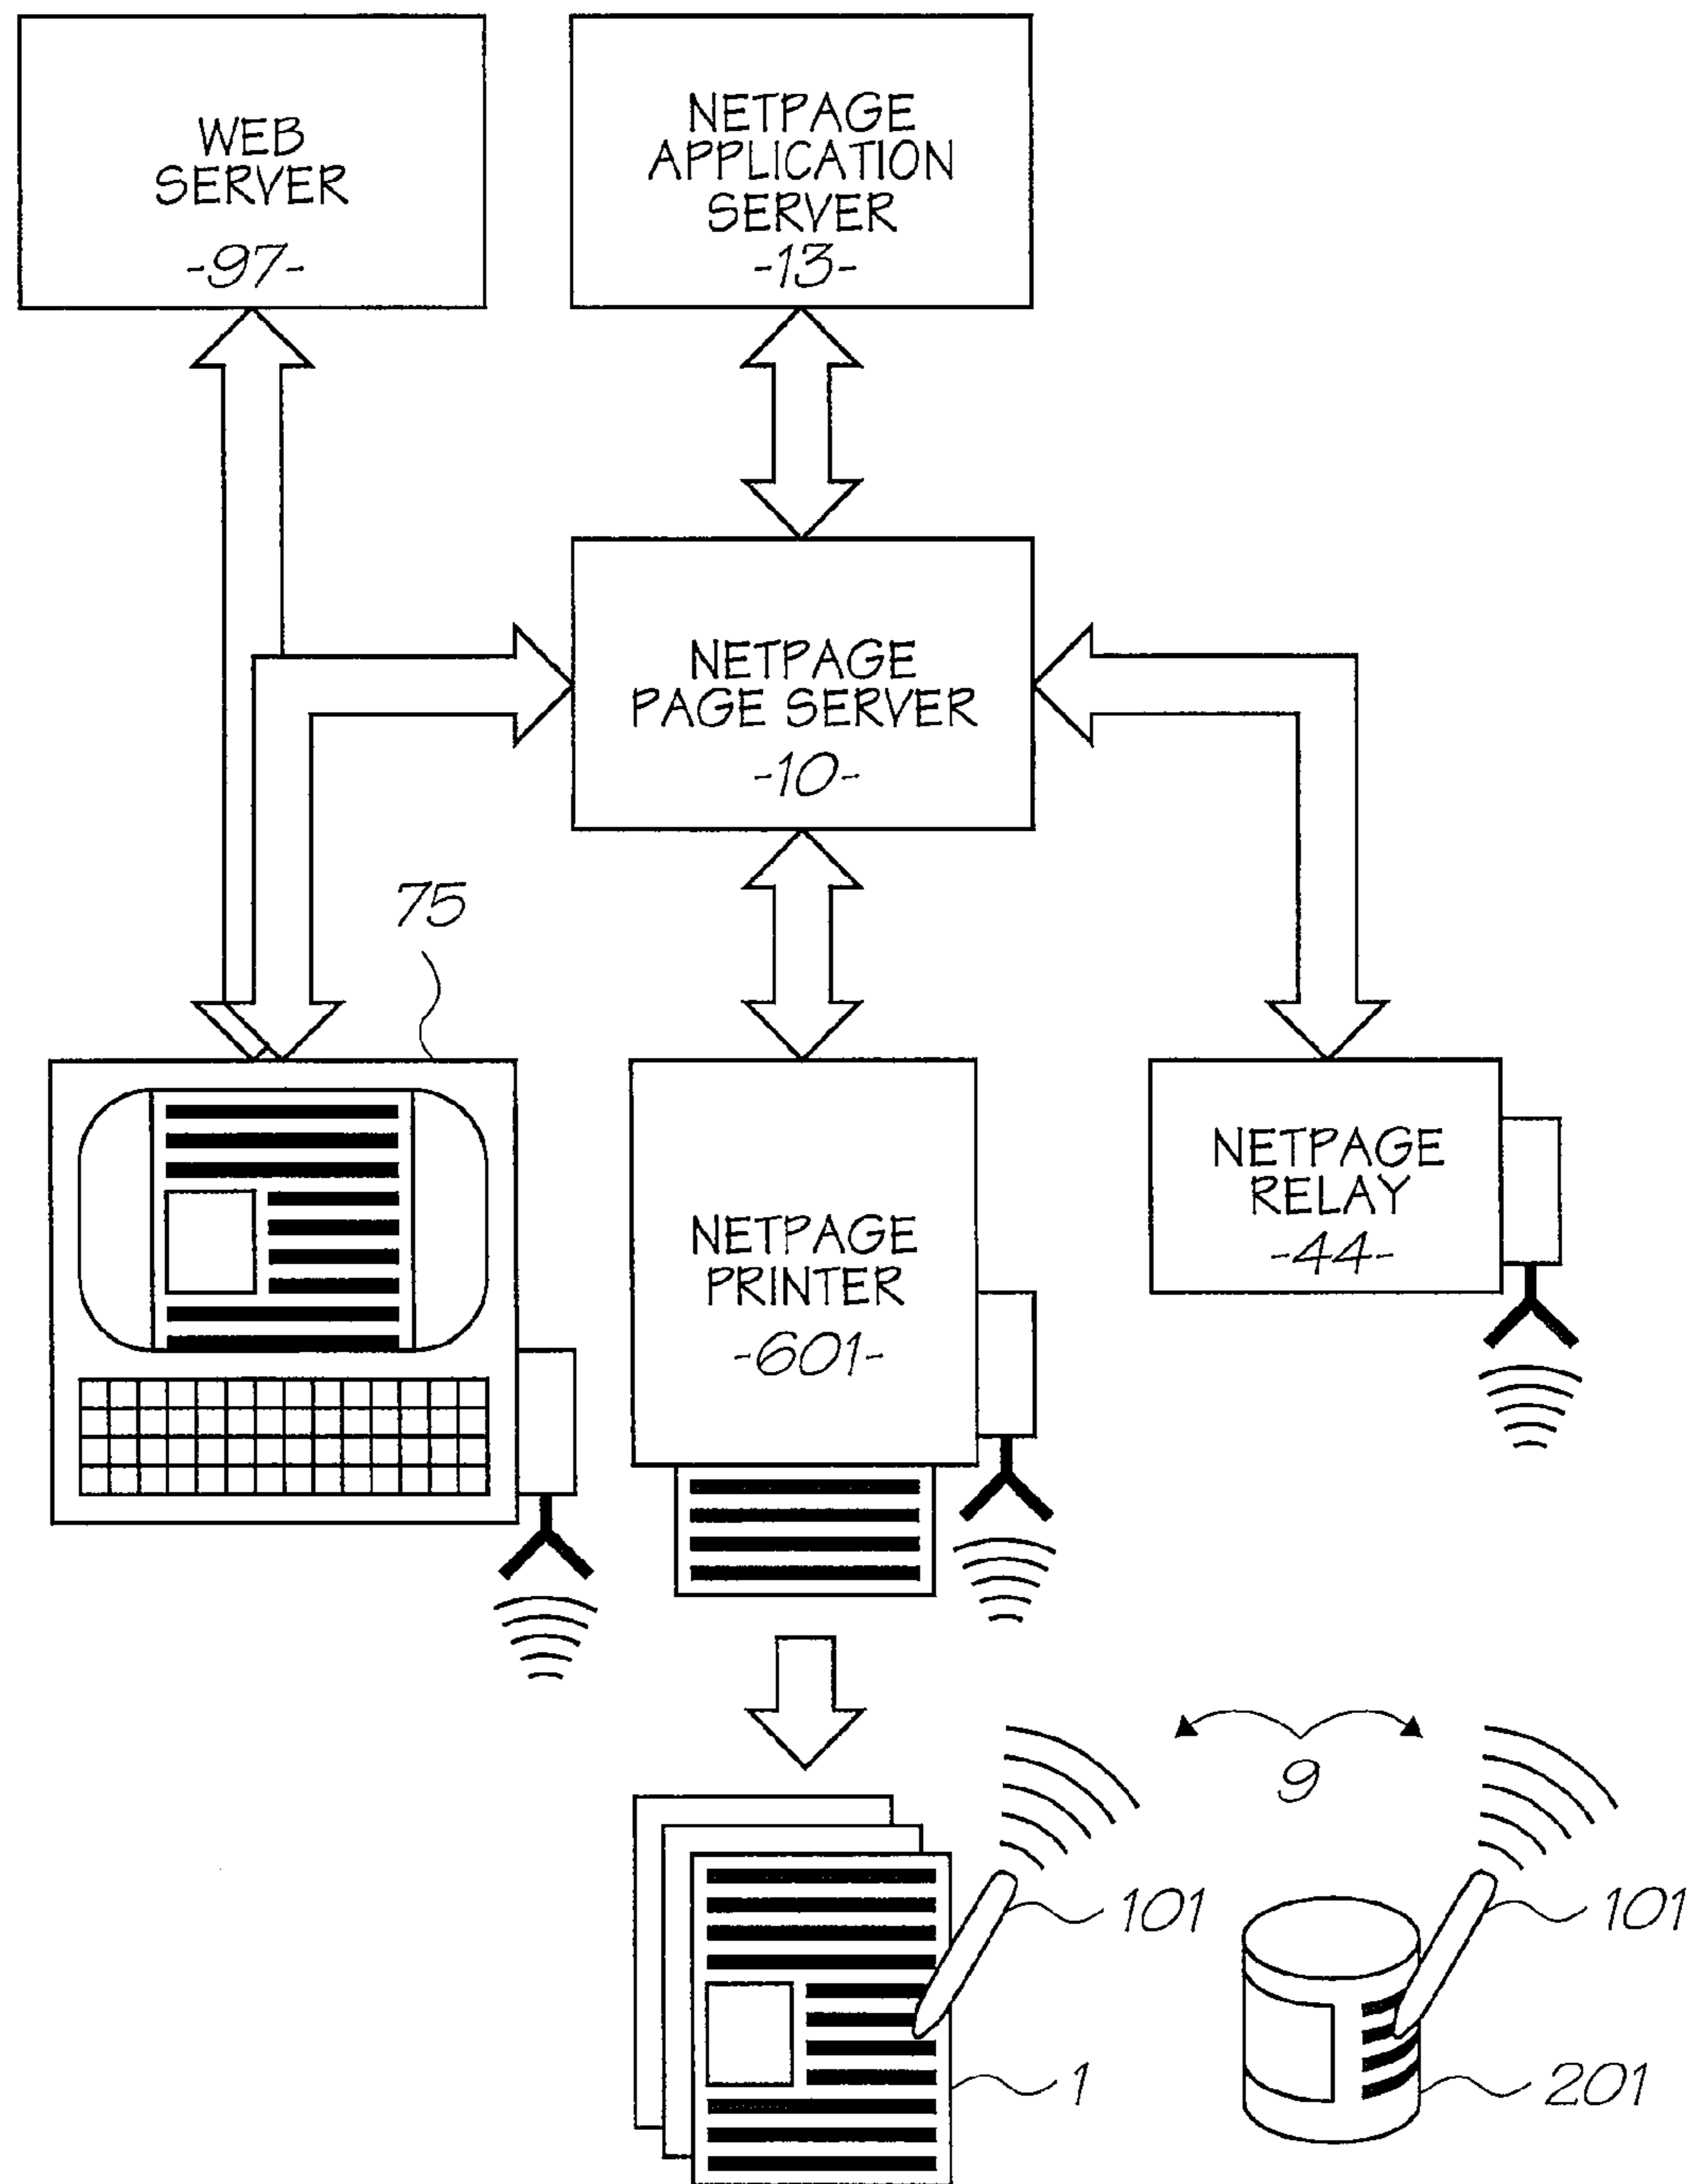 WEB
SERVER
-97-
NETPAGE
APPLICATION
SERVER
-13-
NETPAGE
PAGE SERVER
-10-
75
NETPAGE
PRINTER
-601-
NETPAGE
RELAY
-44-
9
101
101
1
201